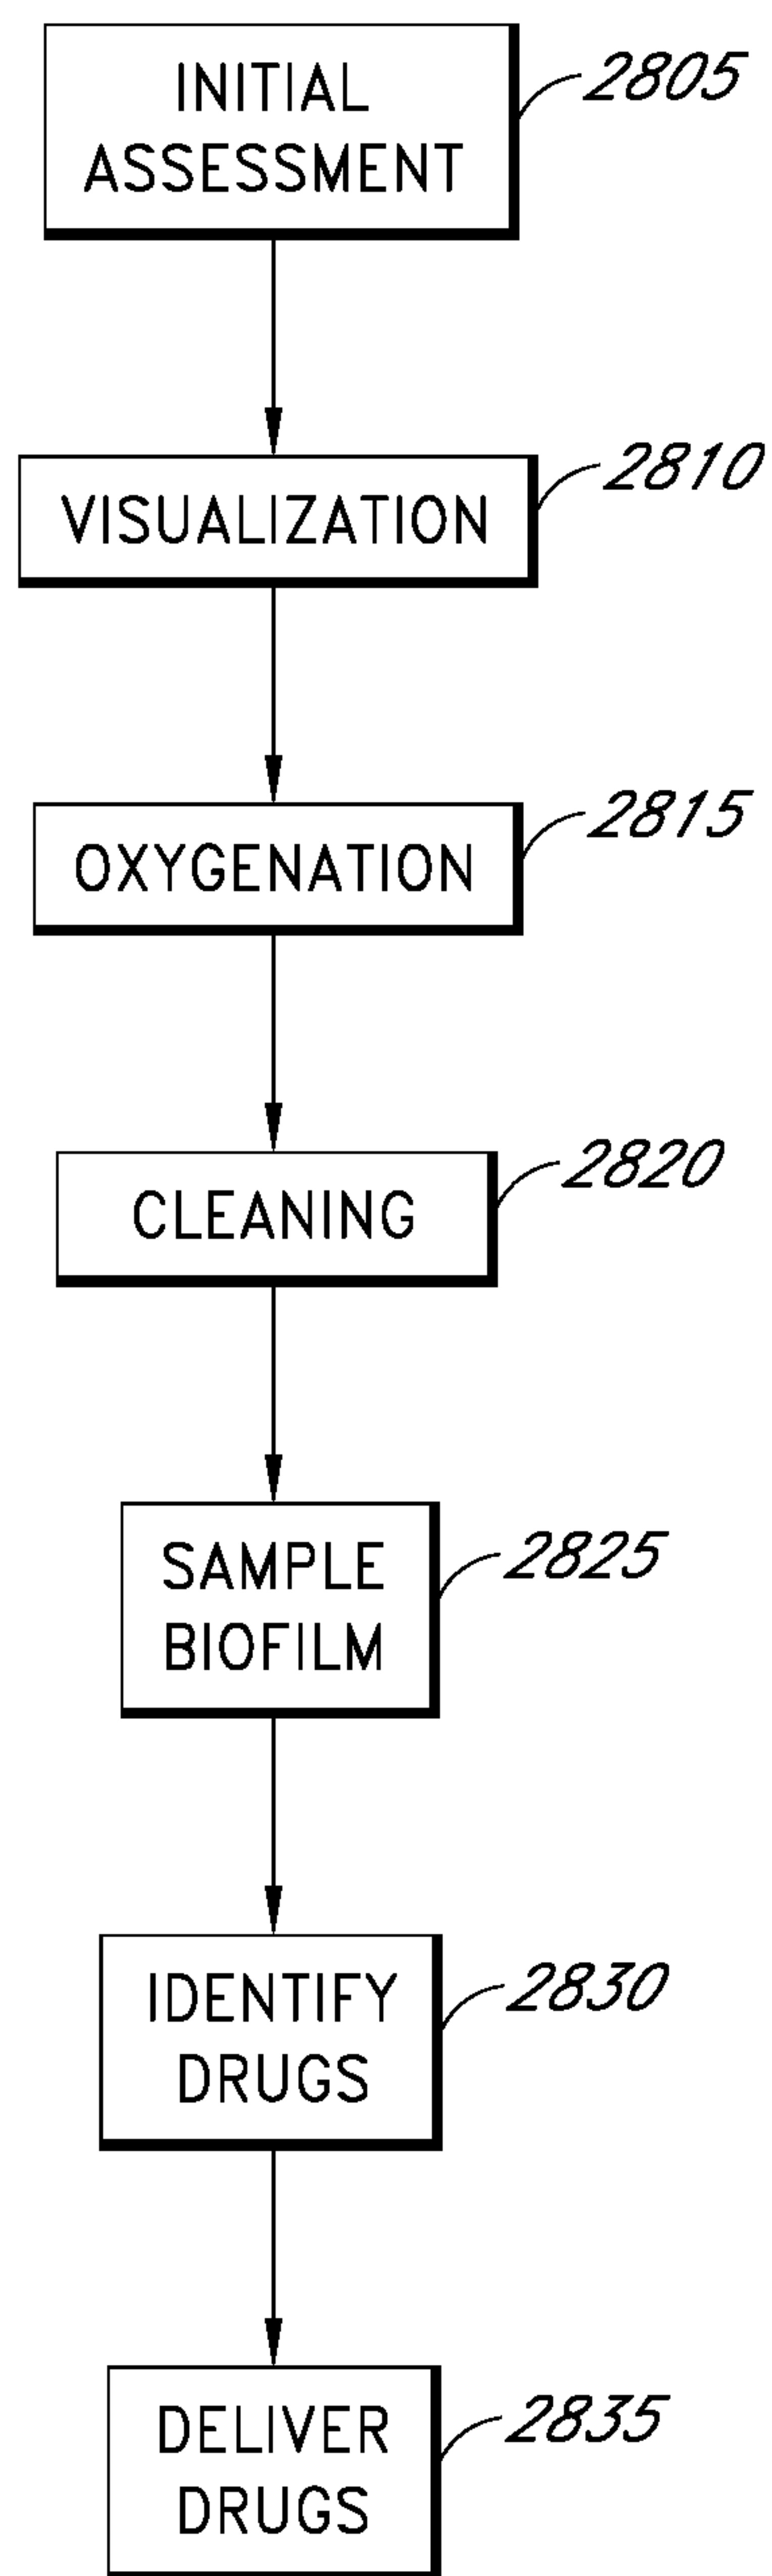 INITIAL
ASSESSMENT
2805
VISUALIZATION
2810
OXYGENATION
2815
CLEANING
2820
SAMPLE
BIOFILM
2825
IDENTIFY
DRUGS
2830
DELIVER
DRUGS
2835